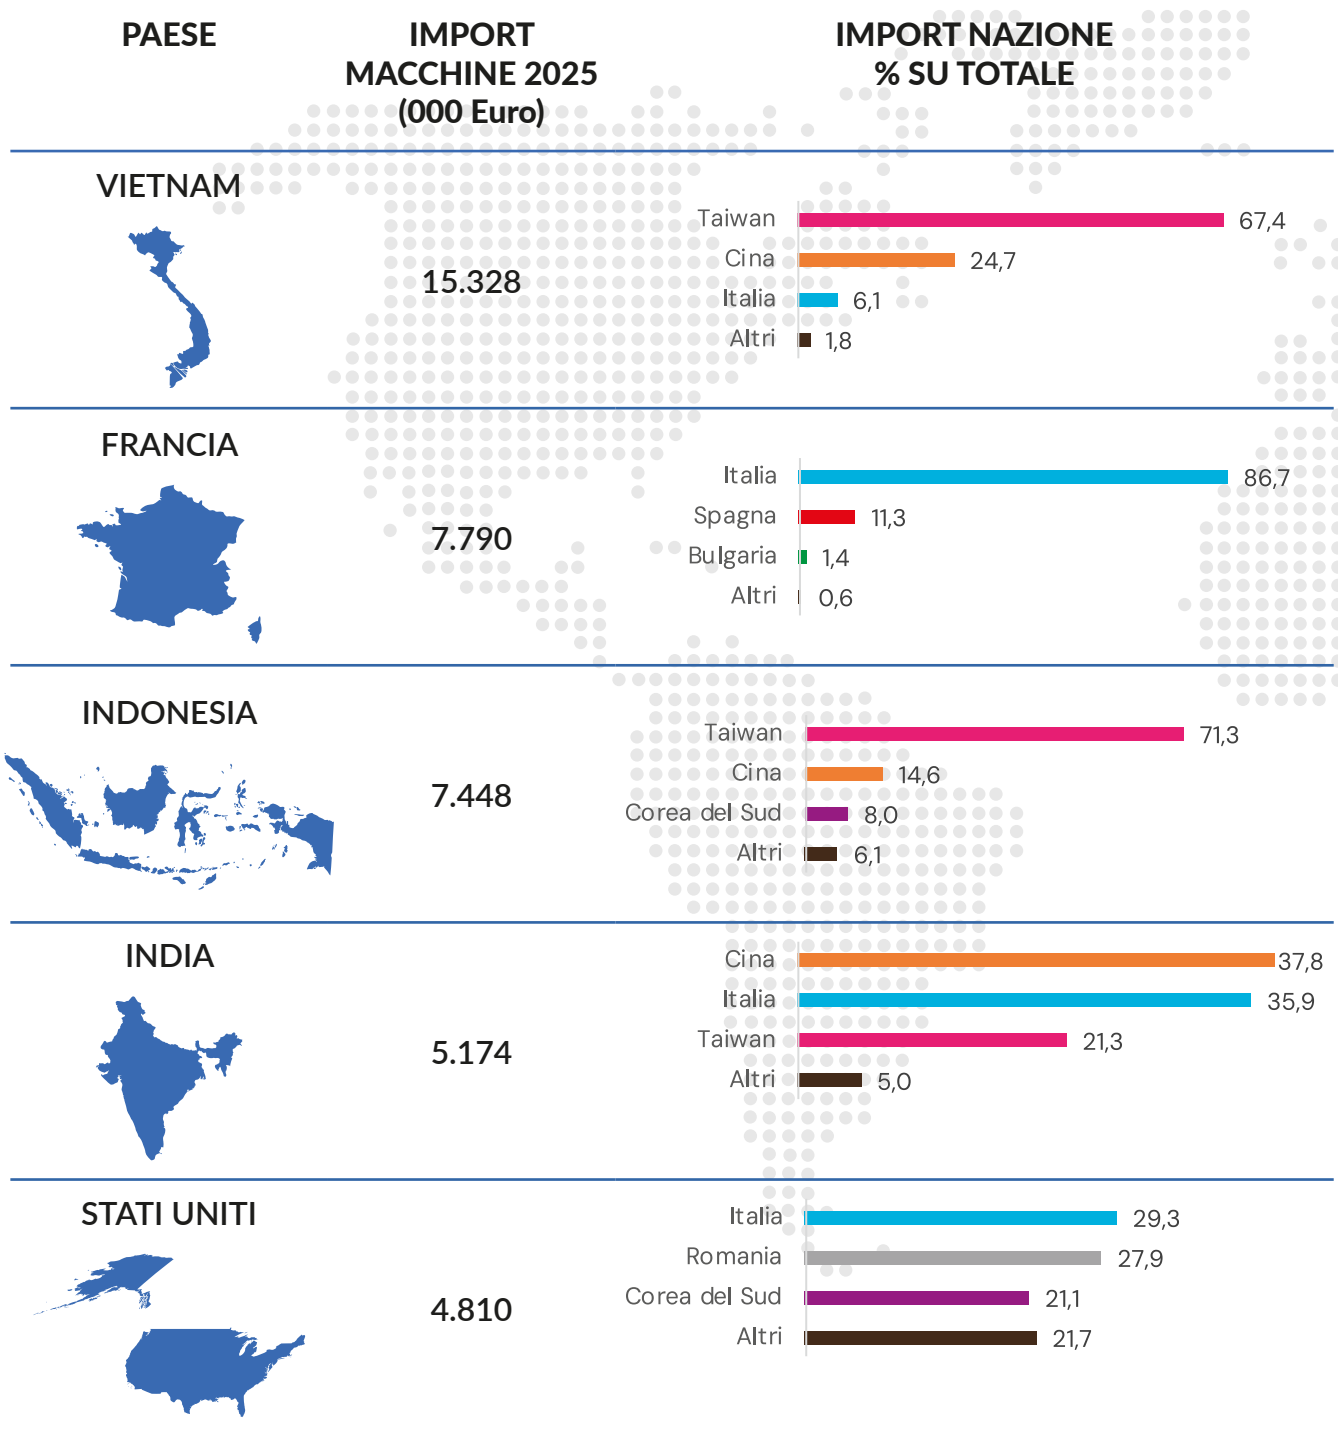 PAESE
IMPORT
MACCHINE 2025
(000 Euro)
IMPORT NAZIONE
% SU TOTALE
VIETNAM
15.328
Taiwan 67,4
Cina 24,7
Italia 6,1
Altri 1,8
FRANCIA
7.790
Italia 86,7
Spagna 11,3
Bulgaria 1,4
Altri 0,6
INDONESIA
7.448
Taiwan 71,3
Cina 14,6
Corea del Sud 8,0
Altri 6,1
INDIA
5.174
Cina 37,8
Italia 35,9
Taiwan 21,3
Altri 5,0
STATI UNITI
4.810
Italia 29,3
Romania 27,9
Corea del Sud 21,1
Altri 21,7